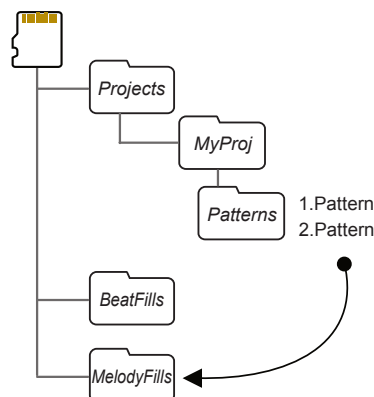 Projects
MyProj
Patterns
1.Pattern
2.Pattern
BeatFills
MelodyFills